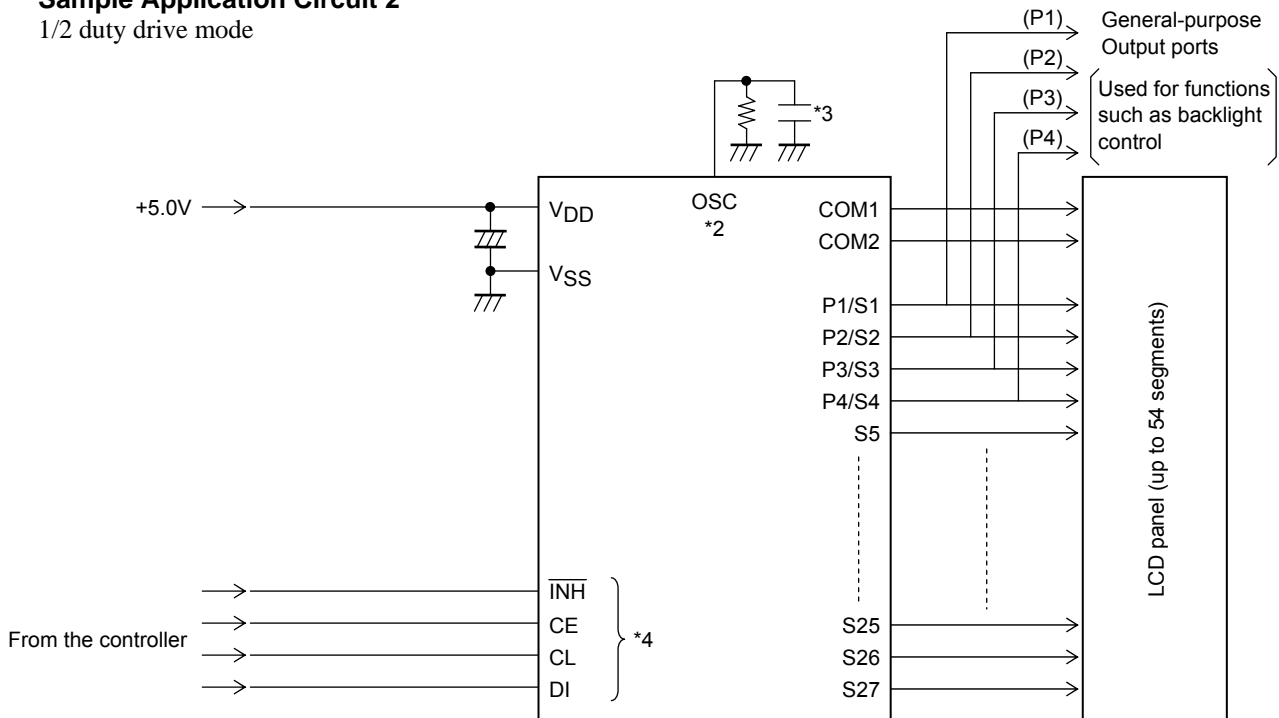 Sample Application Circuit 2
1/2 duty drive mode
(P1)
General-purpose
Output ports
(P2)
Used for functions
such as backlight
control
(P3)
(P4)
*3
+5.0V
VDD
OSC
*2
COM1
COM2
VSS
P1/S1
P2/S2
P3/S3
P4/S4
S5
LCD panel (up to 54 segments)
From the controller
INH
CE
CL
DI
*4
S25
S26
S27